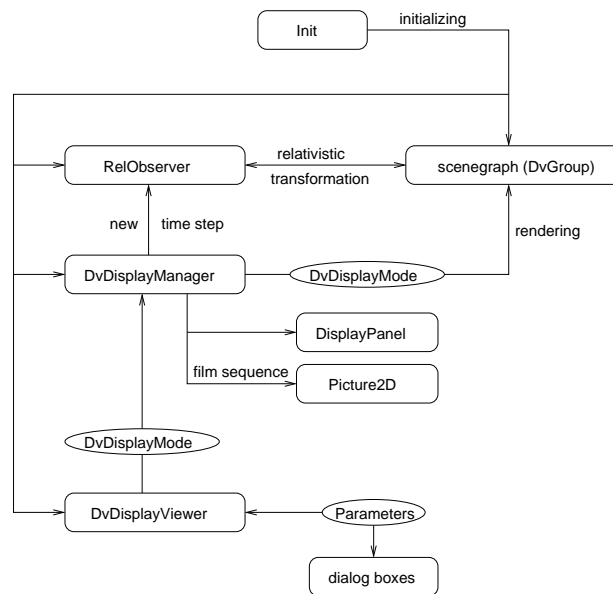 Init
initializing
RelObserver
relativistic
transformation
scenegraph (DvGroup)
new
time step
rendering
DvDisplayManager
DvDisplayMode
DisplayPanel
film sequence
Picture2D
DvDisplayMode
DvDisplayViewer
Parameters
dialog boxes